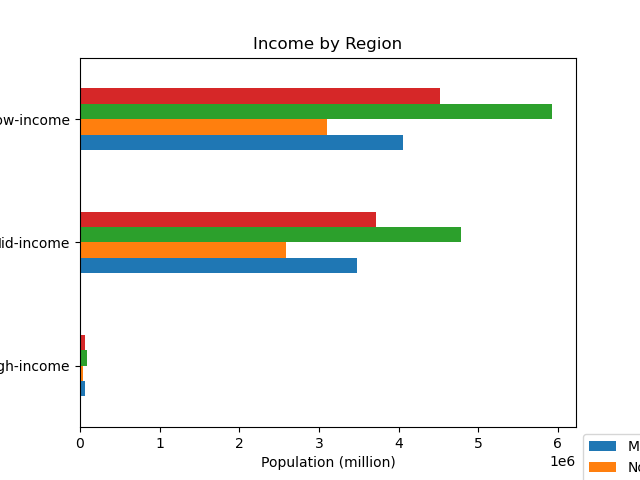 Income by Region
ow-income
id-income
gh-income
0 1 2 3 4 5 6
1e6
Population (million)
M
No